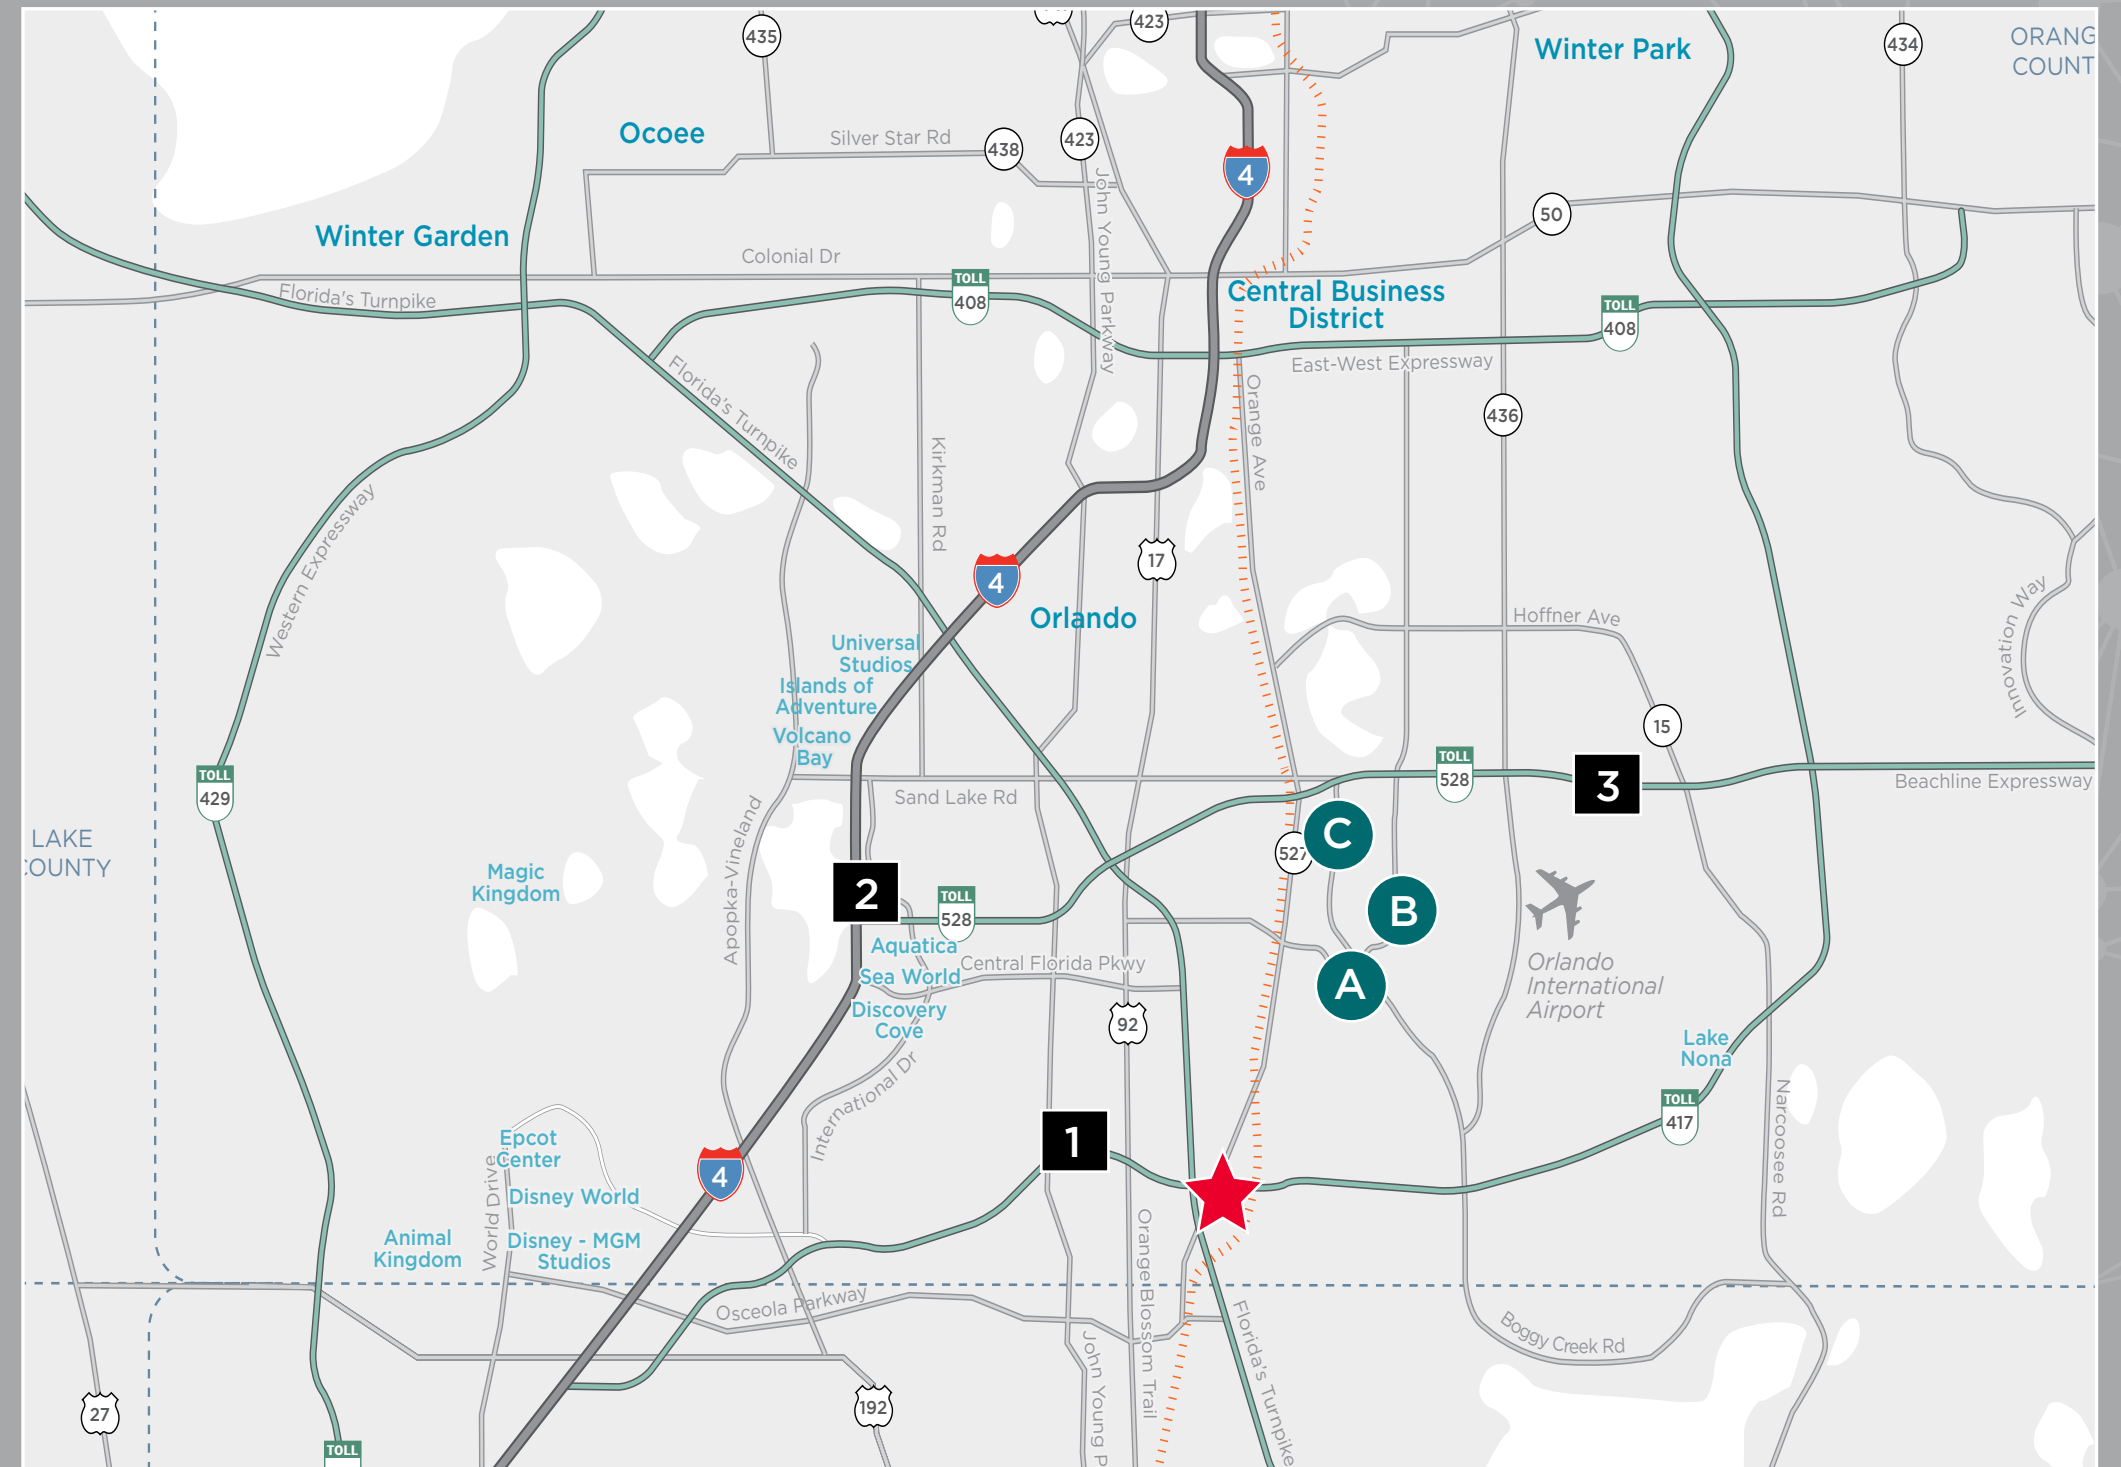 435
423
Winter Park
434
ORANG
COUNT
Ocoee
Silver Star Rd
438
423
4
John Young Parkway
50
Winter Garden
Colonial Dr
Florida's Turnpike
TOLL
408
Central Business
District
TOLL
408
East-West Expressway
Florida's Turnpike
Orange Ave
436
Kirkman Rd
Western Expressway
17
4
Orlando
Hoffner Ave
Innovation Way
Universal
Studios
Islands of
Adventure
Volcano
Bay
15
TOLL
429
TOLL
528
3
Beachline Expressway
Sand Lake Rd
LAKE
COUNTY
Apopka-Vineland
C
527
Magic
Kingdom
2
TOLL
528
B
Aquatica
Sea World
Central Florida Pkwy
Discovery
Cove
A
Orlando
International
Airport
92
Lake
Nona
International Dr
TOLL
417
Narcoossee Rd
1
Epcot
Center
4
World Drive
Disney World
Animal
Kingdom
Disney - MGM
Studios
Osceola Parkway
Orange Blossom Trail
Florida's Turnpike
John Young P
Boggy Creek Rd
27
192
TOLL